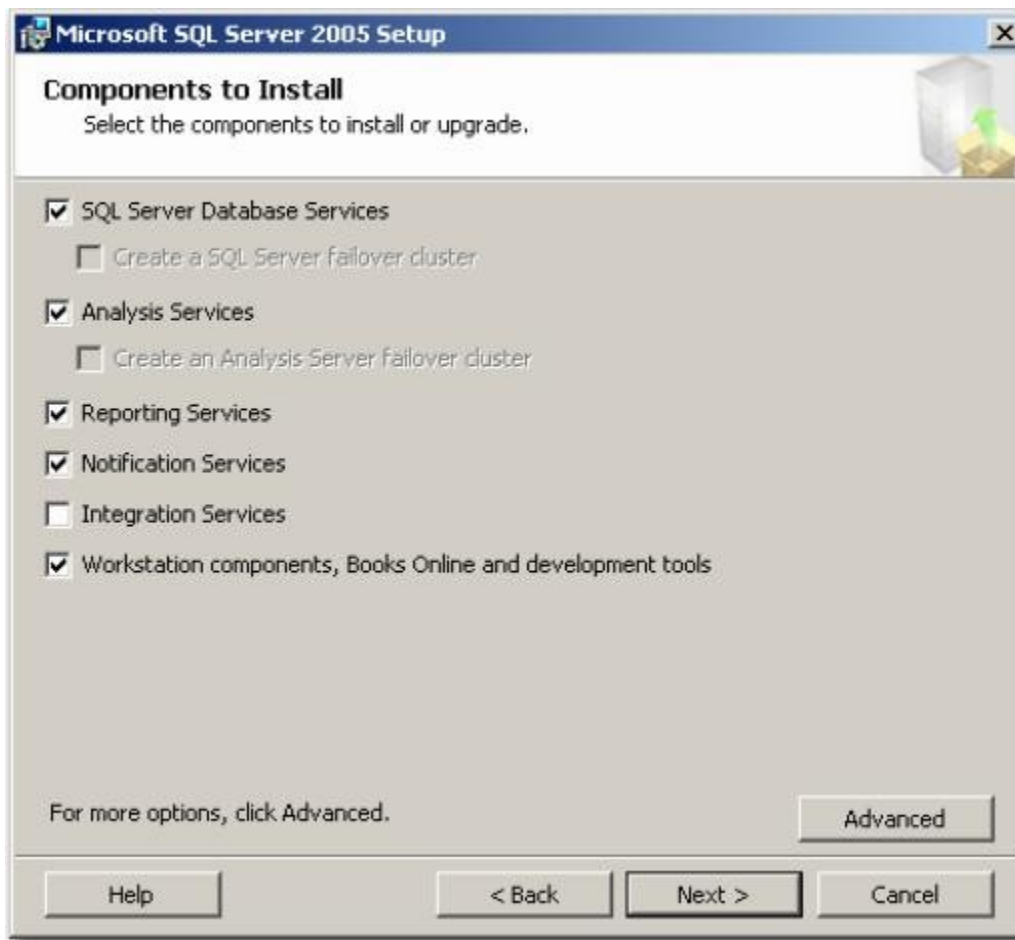 Microsoft SQL Server 2005 Setup
Components to Install
Select the components to install or upgrade.
SQL Server Database Services
Create a SQL Server failover cluster
Analysis Services
Create an Analysis Server failover cluster
Reporting Services
Notification Services
Integration Services
Workstation components, Books Online and development tools
For more options, click Advanced.
Advanced
Help
< Back
Next >
Cancel